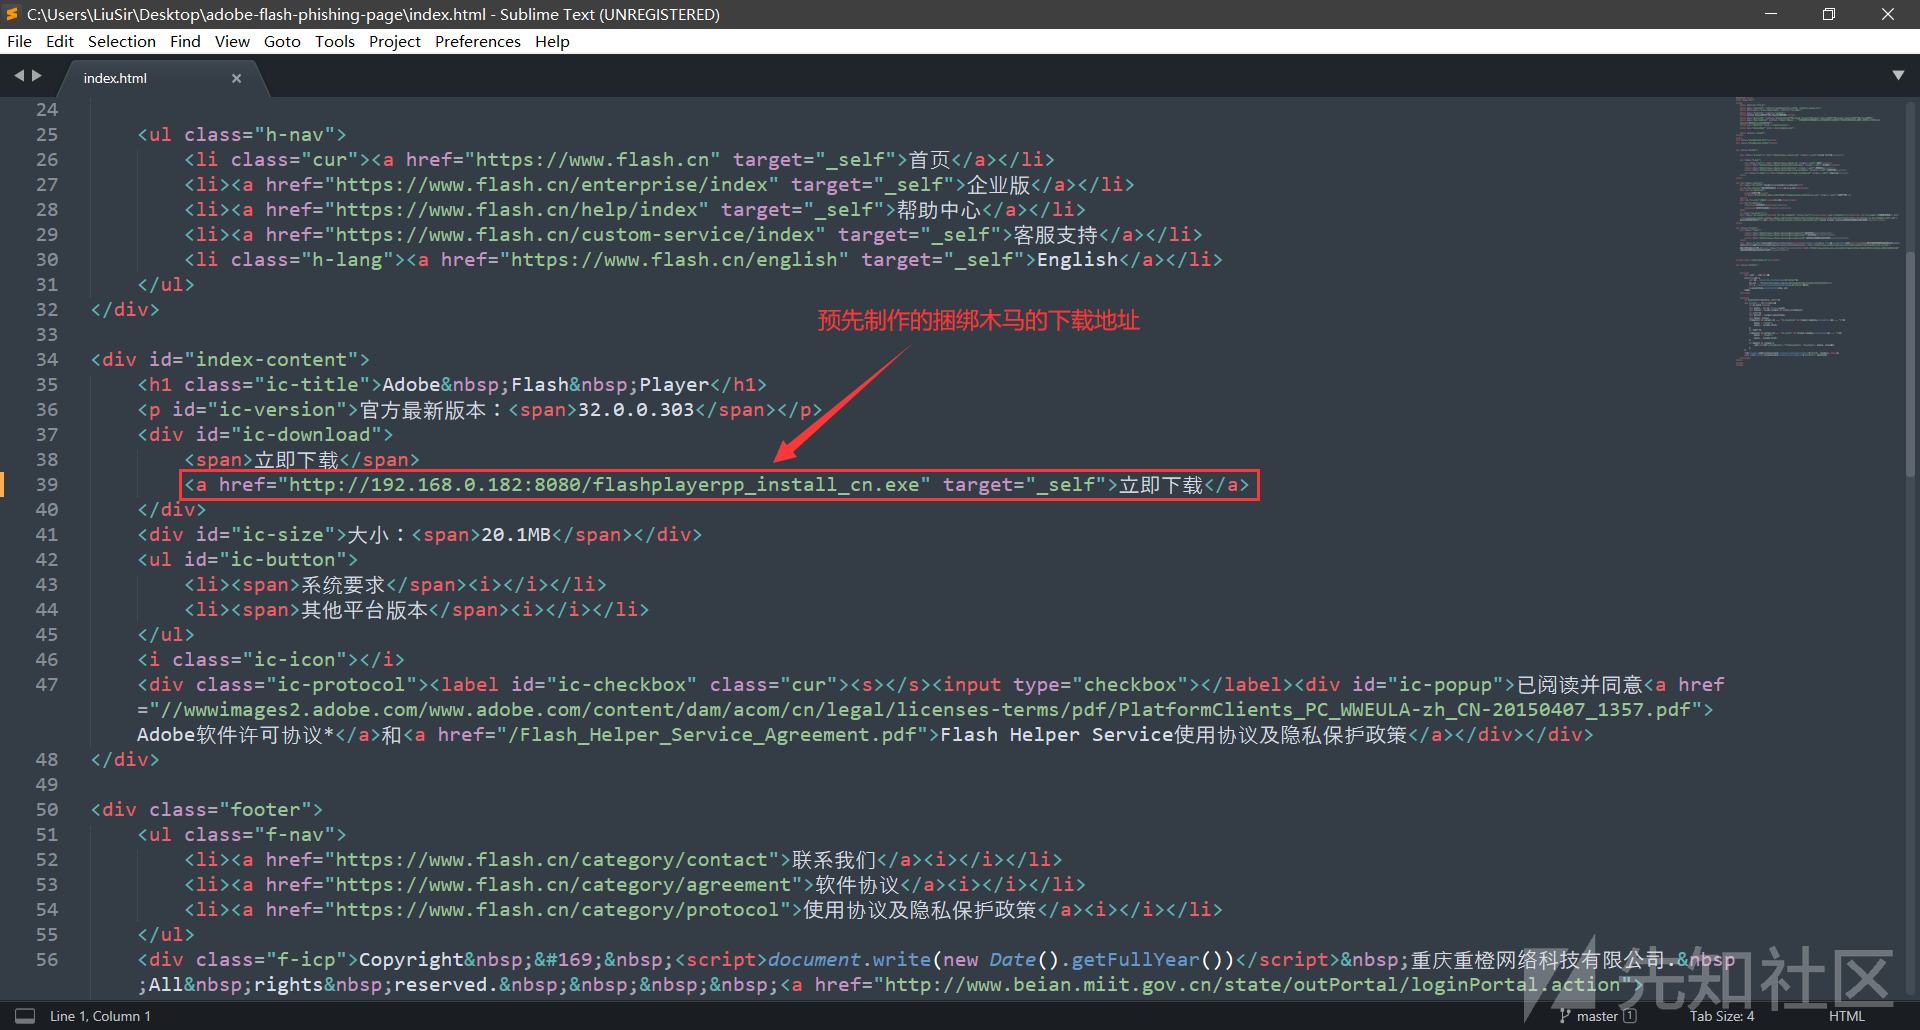 C:\Users\LiuSir\Desktop\adobe-flash-phishing-page\index.html - Sublime Text (UNREGISTERED)
File Edit Selection Find View Goto Tools Project Preferences Help
index.html
24
25 <ul class="h-nav">
26 <li class="cur"><a href="https://www.flash.cn" target="_self">首页</a></li>
27 <li><a href="https://www.flash.cn/enterprise/index" target="_self">企业版</a></li>
28 <li><a href="https://www.flash.cn/help/index" target="_self">帮助中心</a></li>
29 <li><a href="https://www.flash.cn/custom-service/index" target="_self">客服支持</a></li>
30 <li class="h-lang"><a href="https://www.flash.cn/english" target="_self">English</a></li>
31 </ul>
32 </div>
预先制作的捆绑木马的下载地址
33
34 <div id="index-content">
35 <h1 class="ic-title">Adobe&nbsp;Flash&nbsp;Player</h1>
36 <p id="ic-version">官方最新版本：<span>32.0.0.303</span></p>
37 <div id="ic-download">
38 <span>立即下载</span>
39 <a href="http://192.168.0.182:8080/flashplayerpp_install_cn.exe" target="_self">立即下载</a>
40 </div>
41 <div id="ic-size">大小：<span>20.1MB</span></div>
42 <ul id="ic-button">
43 <li><span>系统要求</span><i></i></li>
44 <li><span>其他平台版本</span><i></i></li>
45 </ul>
46 <i class="ic-icon"></i>
47 <div class="ic-protocol"><label id="ic-checkbox" class="cur"><s></s><input type="checkbox"></label><div id="ic-popup">已阅读并同意<a href
="//wwwimages2.adobe.com/www.adobe.com/content/dam/acom/cn/legal/licenses-terms/pdf/PlatformClients_PC_WWEULA-zh_CN-20150407_1357.pdf">
Adobe软件许可协议*</a>和<a href="/Flash_Helper_Service_Agreement.pdf">Flash Helper Service使用协议及隐私保护政策</a></div></div>
48 </div>
49
50 <div class="footer">
51 <ul class="f-nav">
52 <li><a href="https://www.flash.cn/category/contact">联系我们</a><i></i></li>
53 <li><a href="https://www.flash.cn/category/agreement">软件协议</a><i></i></li>
54 <li><a href="https://www.flash.cn/category/protocol">使用协议及隐私保护政策</a><i></i></li>
55 </ul>
56 <div class="f-icp">Copyright&nbsp;&#169;&nbsp;<script>document.write(new Date().getFullYear())</script>&nbsp;重庆重橙网络科技有限公司.&nbsp
;All&nbsp;rights&nbsp;reserved.&nbsp;&nbsp;&nbsp;&nbsp;<a href="http://www.beian.miit.gov.cn/state/outPortal/loginPortal.action">
先知社区
Line 1, Column 1 master 1 Tab Size: 4 HTML